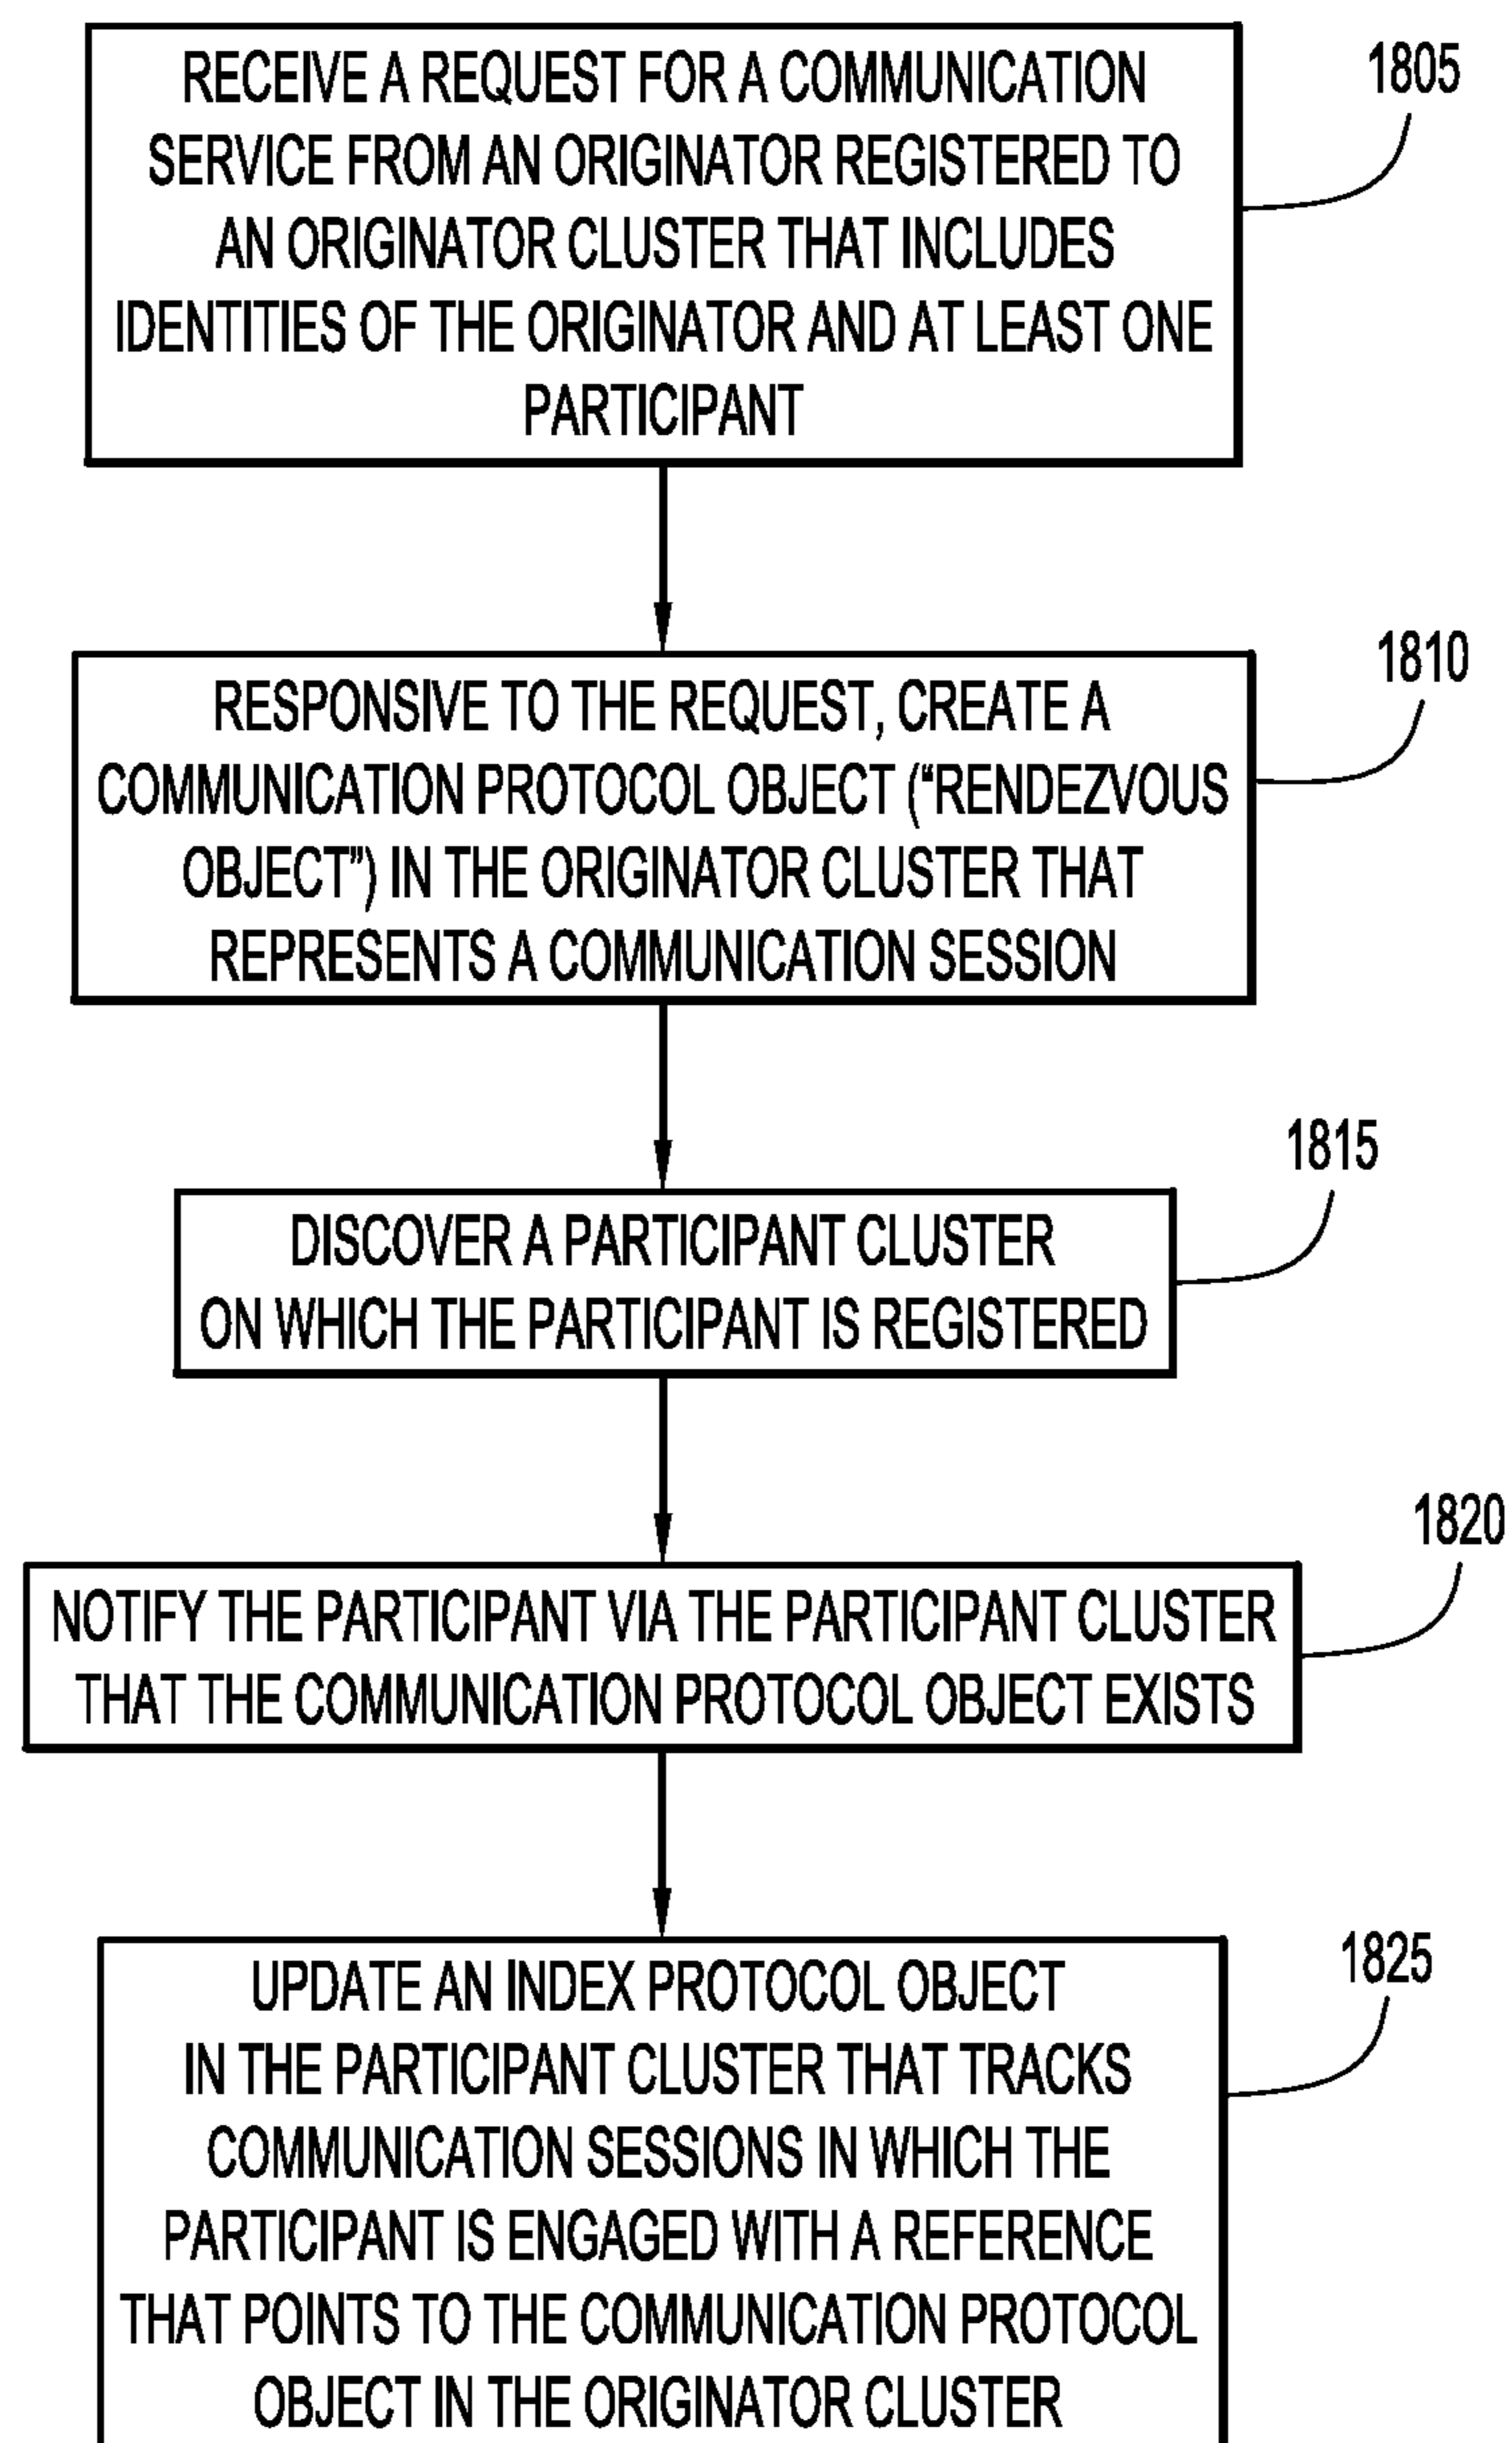 RECEIVE A REQUEST FOR A COMMUNICATION
SERVICE FROM AN ORIGINATOR REGISTERED TO
AN ORIGINATOR CLUSTER THAT INCLUDES
IDENTITIES OF THE ORIGINATOR AND AT LEAST ONE
PARTICIPANT
1805
RESPONSIVE TO THE REQUEST, CREATE A
COMMUNICATION PROTOCOL OBJECT (“RENDEZVOUS
OBJECT”) IN THE ORIGINATOR CLUSTER THAT
REPRESENTS A COMMUNICATION SESSION
1810
DISCOVER A PARTICIPANT CLUSTER
ON WHICH THE PARTICIPANT IS REGISTERED
1815
NOTIFY THE PARTICIPANT VIA THE PARTICIPANT CLUSTER
THAT THE COMMUNICATION PROTOCOL OBJECT EXISTS
1820
UPDATE AN INDEX PROTOCOL OBJECT
IN THE PARTICIPANT CLUSTER THAT TRACKS
COMMUNICATION SESSIONS IN WHICH THE
PARTICIPANT IS ENGAGED WITH A REFERENCE
THAT POINTS TO THE COMMUNICATION PROTOCOL
OBJECT IN THE ORIGINATOR CLUSTER
1825